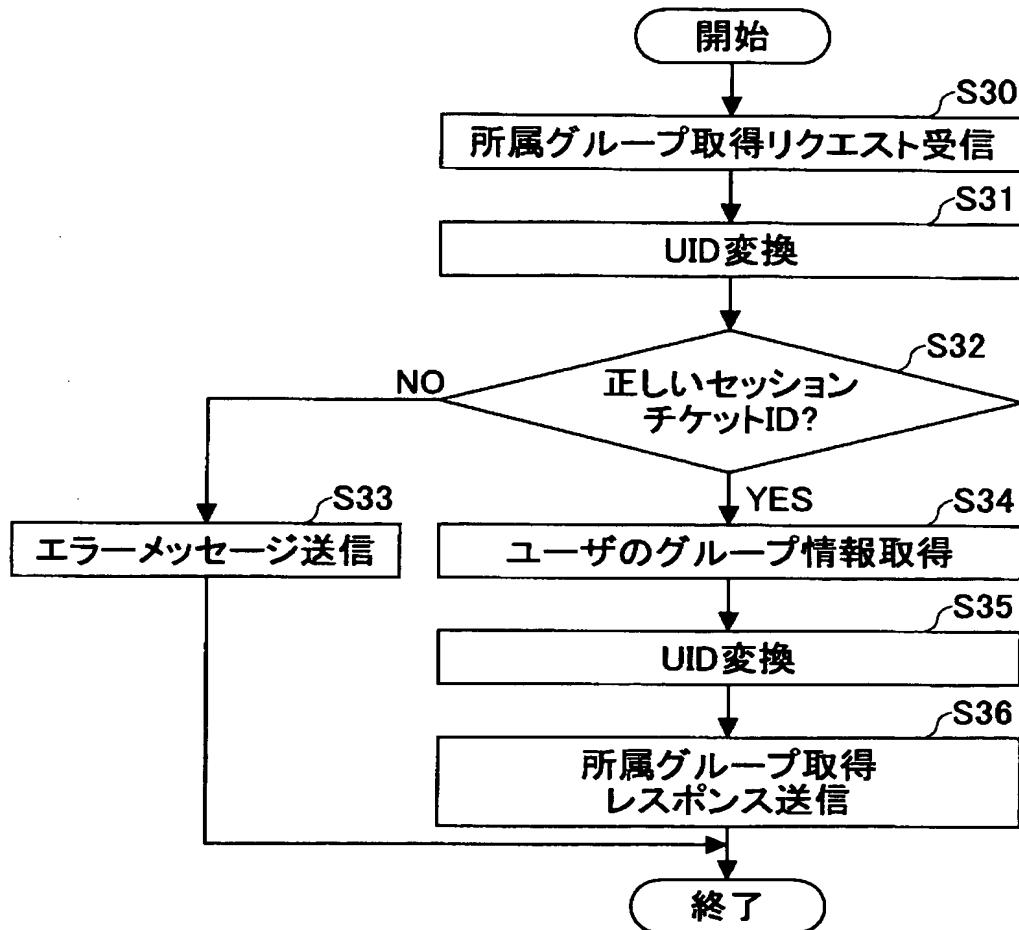 開始
S30
所属グループ取得リクエスト受信
S31
UID変換
S32
正しいセッション
チケットID?
NO
YES
S33
エラーメッセージ送信
S34
ユーザのグループ情報取得
S35
UID変換
S36
所属グループ取得
レスポンス送信
終了